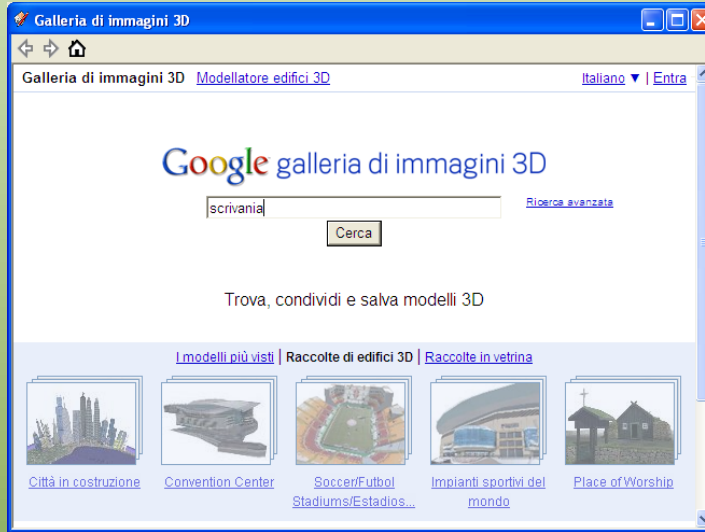 Galleria di immagini 3D
Galleria di immagini 3D Modellatore edifici 3D Italiano ▼ | Entra
Google galleria di immagini 3D
scrivania Ricerca avanzata
Cerca
Trova, condividi e salva modelli 3D
I modelli più visti | Raccolte di edifici 3D | Raccolte in vetrina
Città in costruzione Convention Center Soccer/Futbol Impianti sportivi del Place of Worship
Stadiums/Estadios... mondo